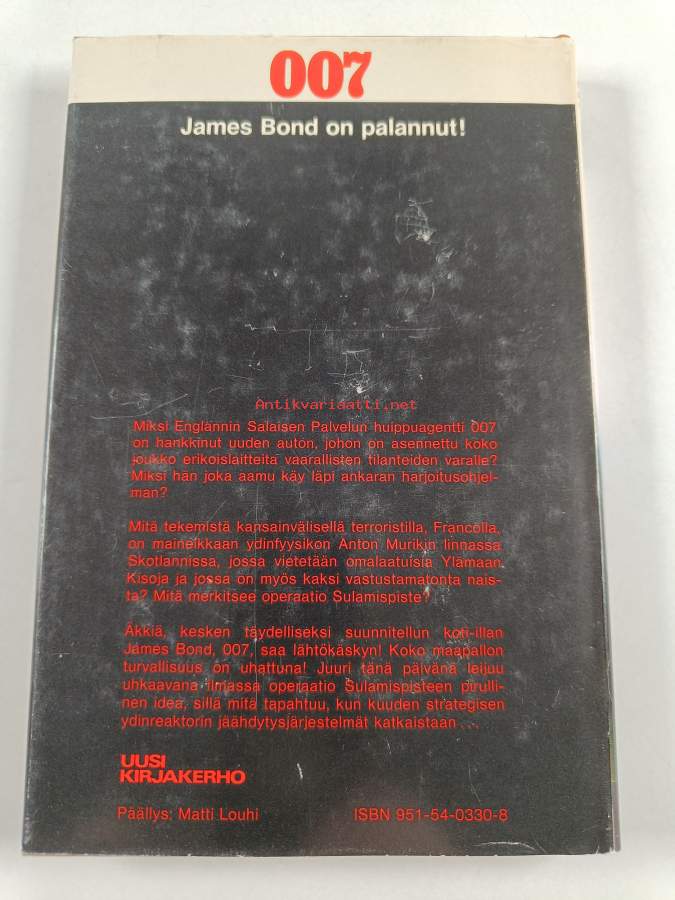 007
James Bond on palannut!
Antikvariaatti.net
Miksi Englannin Salaisen Palvelun huippuagentti 007
on hankkinut uuden auton, johon on asennettu koko
joukko erikoislaitteita vaarallisten tilanteiden varalle?
Miksi hän joka aamu käy läpi ankaran harjoitusohjel-
man?
Mitä tekemistä kansainvälisellä terroristilla, Francolla,
on maineikkaan ydinfyysikon Anton Murikin linnassa
Skotlannissa, jossa vietetään omalaatuisia Ylämaan
Kisoja ja jossa on myös kaksi vastustamatonta nais-
ta? Mitä merkitsee operaatio Sulamispiste?
Äkkiä, kesken täydelliseksi suunnitellun koti-illan
James Bond, 007, saa lähtökäskyn! Koko maapallon
turvallisuus on uhattuna! Juuri tänä päivänä leijuu
uhkaavana ilmassa operaatio Sulamispisteen pirulli-
nen idea, sillä mitä tapahtuu, kun kuuden strategisen
ydinreaktorin jäähdytysjärjestelmät katkaistaan ...
UUSI
KIRJAKERHO
Päällys: Matti Louhi ISBN 951-54-0330-8